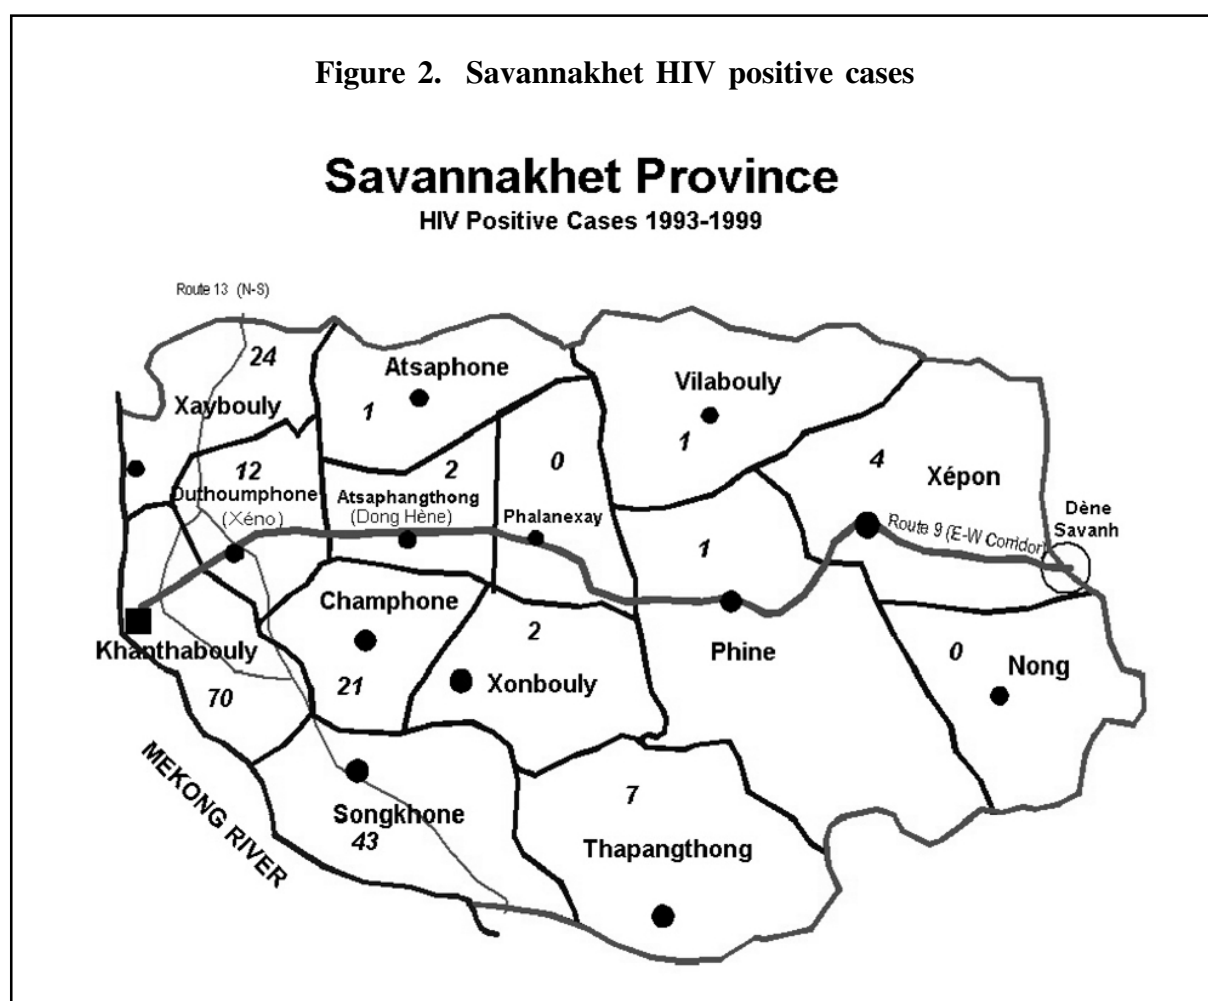 Figure 2. Savannakhet HIV positive cases
Savannakhet Province
HIV Positive Cases 1993-1999
Route 13 (N-S)
24
Xaybouly
Atsaphone
1
Vilabouly
1
4
Xépon
Dène
Savanh
12
Outhoumphone
(Xéno)
2
Atsaphangthong
(Dong Hène)
0
Phalanexay
Route 9 (E-W Corridor)
1
Phine
Champhone
21
2
Xonbouly
0
Nong
Khanthabouly
70
MEKONG RIVER
Songkhone
43
7
Thapangthong